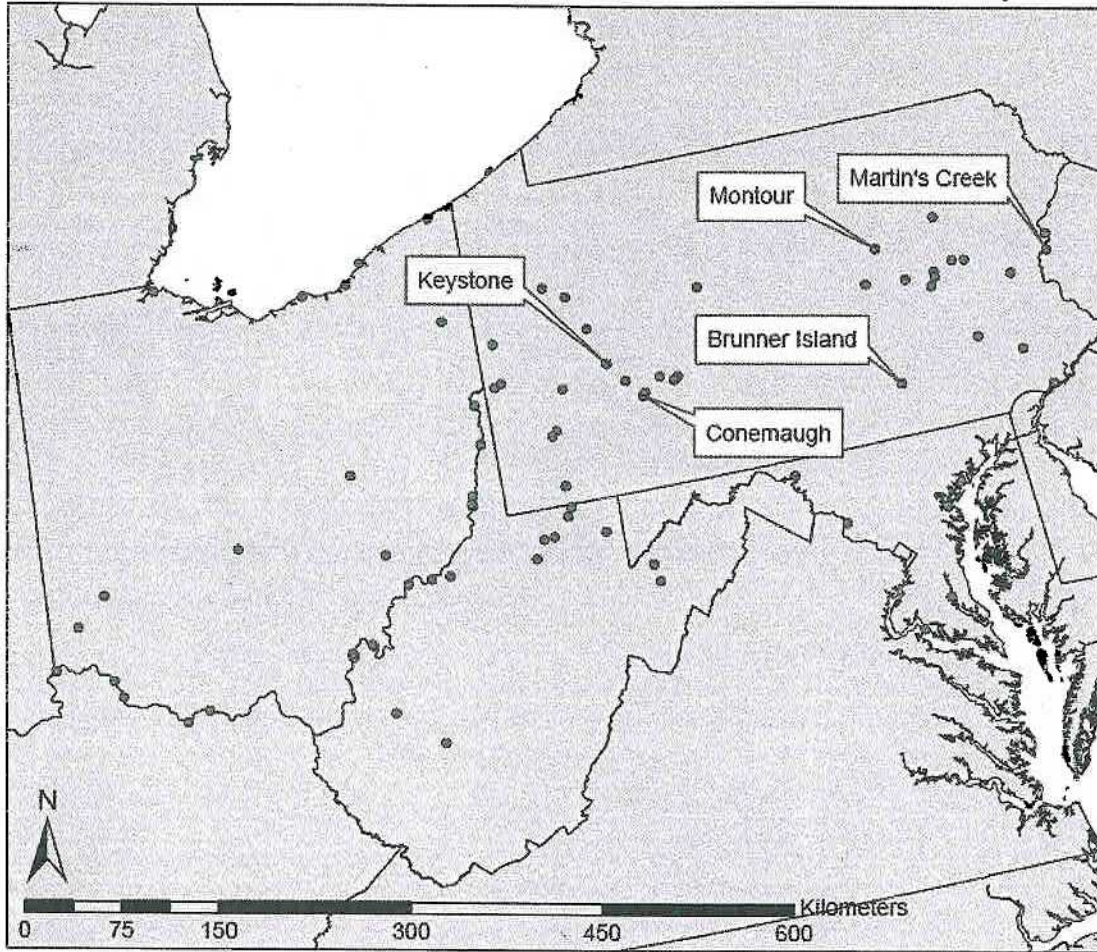 Martin's Creek
Montour
Keystone
Brunner Island
Conemaugh
N
Kilometers
0 75 150 300 450 600